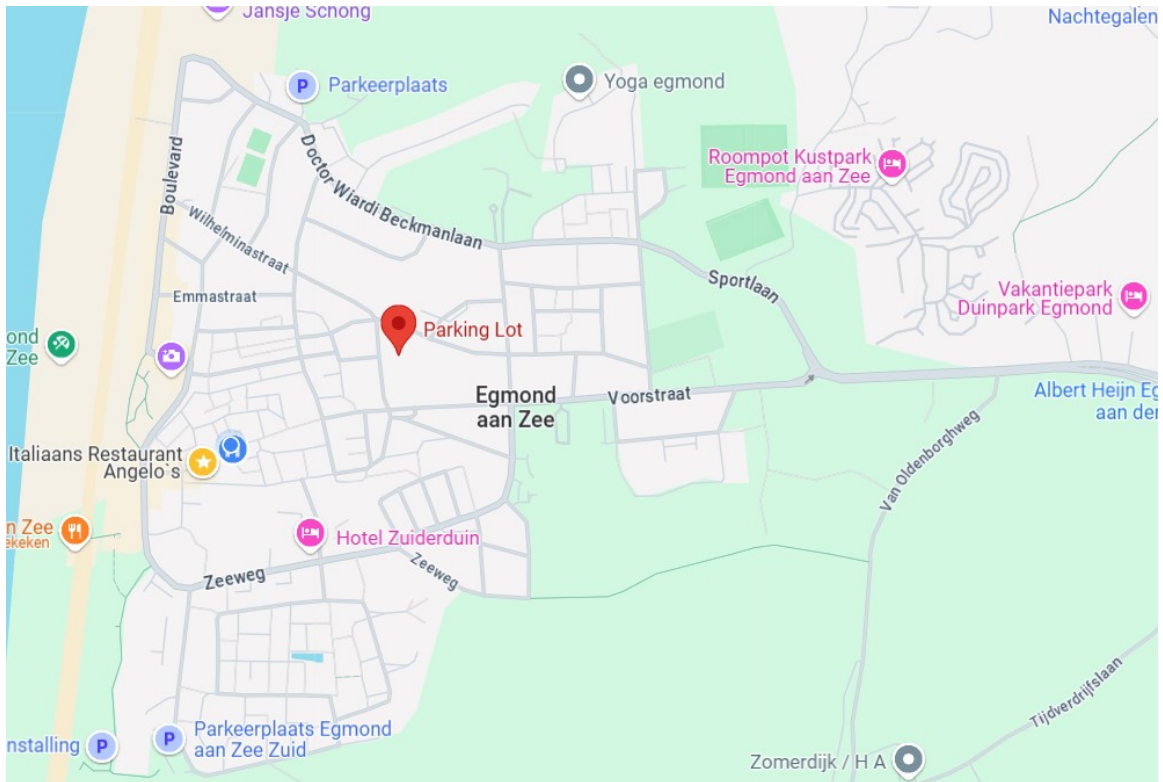 Jansje Schong
Nachtegalen
Parkeerplaats
Yoga egmond
Roompot Kustpark
Egmond aan Zee
Boulevard
Doctor Wiardi Beckmanlaan
Wilhelminastraat
Sportlaan
Emmastraat
Vakantiepark
Duinpark Egmond
Parking Lot
ond
Zee
Egmond
aan Zee
Voorstraat
Albert Heijn Eg
aan der
Italiaans Restaurant
Angelo`s
Van Oldenborghweg
n Zee
ekeken
Hotel Zuiderduin
Zeeweg
Zeeweg
Tijdverdrijfslaan
Parkeerplaats Egmond
aan Zee Zuid
nstalling
Zomerdijk / H A
P
P
P